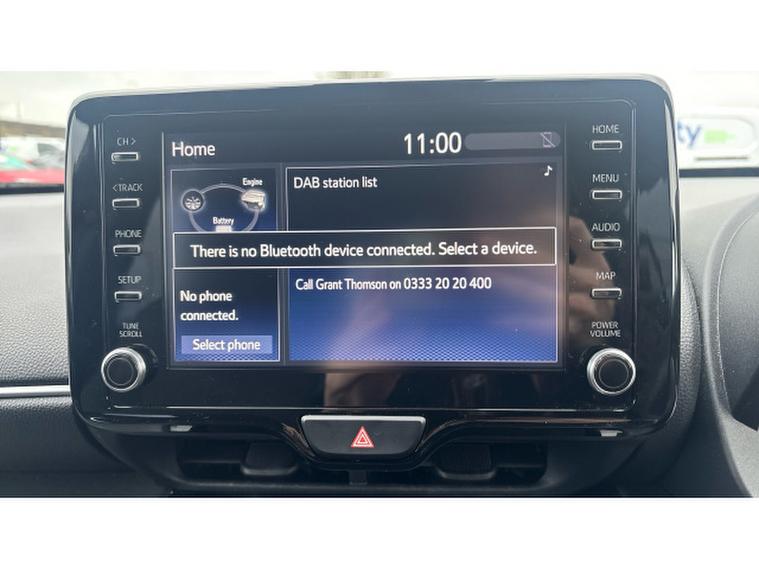 CH >
HOME
Home
11:00
<TRACK
MENU
Engine
Battery
DAB station list
PHONE
AUDIO
There is no Bluetooth device connected. Select a device.
SETUP
MAP
No phone
connected.
Call Grant Thomson on 0333 20 20 400
Select phone
TUNE
SCROLL
POWER
VOLUME
ity